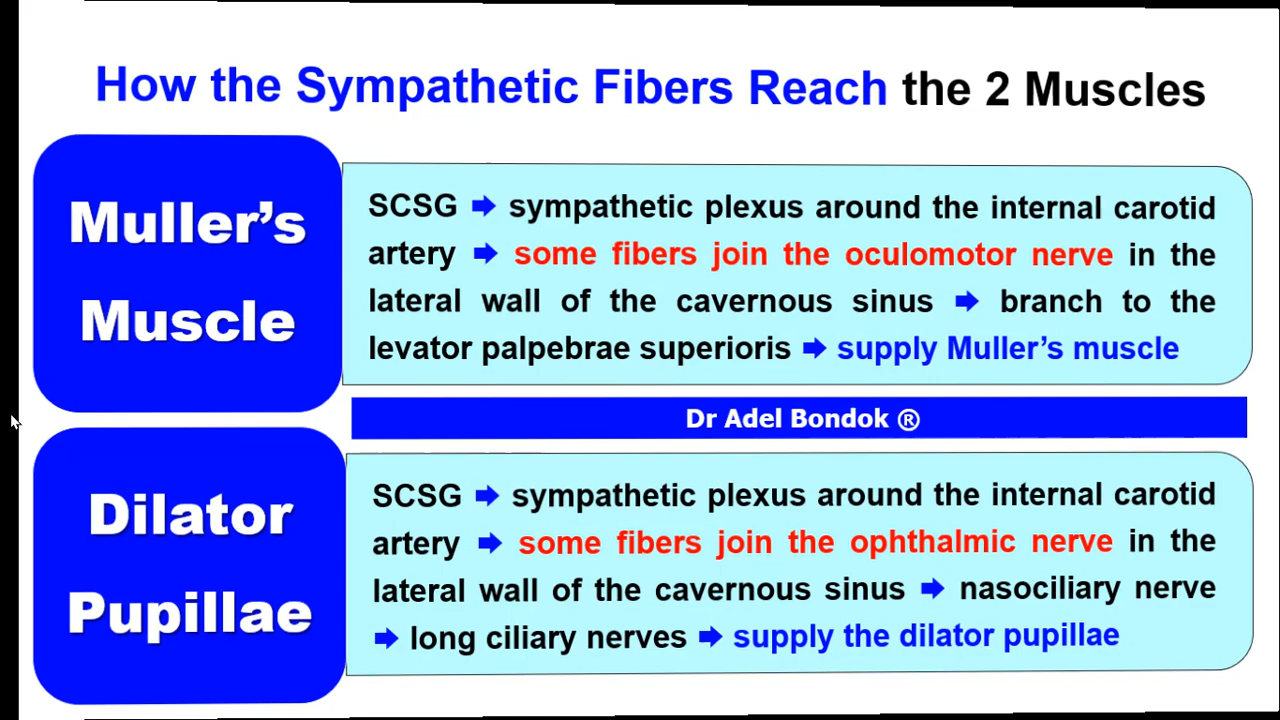 How the Sympathetic Fibers Reach the 2 Muscles
Muller’s
Muscle
SCSG ➡ sympathetic plexus around the internal carotid
artery ➡ some fibers join the oculomotor nerve in the
lateral wall of the cavernous sinus ➡ branch to the
levator palpebrae superioris ➡ supply Muller’s muscle
Dr Adel Bondok ®
Dilator
Pupillae
SCSG ➡ sympathetic plexus around the internal carotid
artery ➡ some fibers join the ophthalmic nerve in the
lateral wall of the cavernous sinus ➡ nasociliary nerve
➡ long ciliary nerves ➡ supply the dilator pupillae